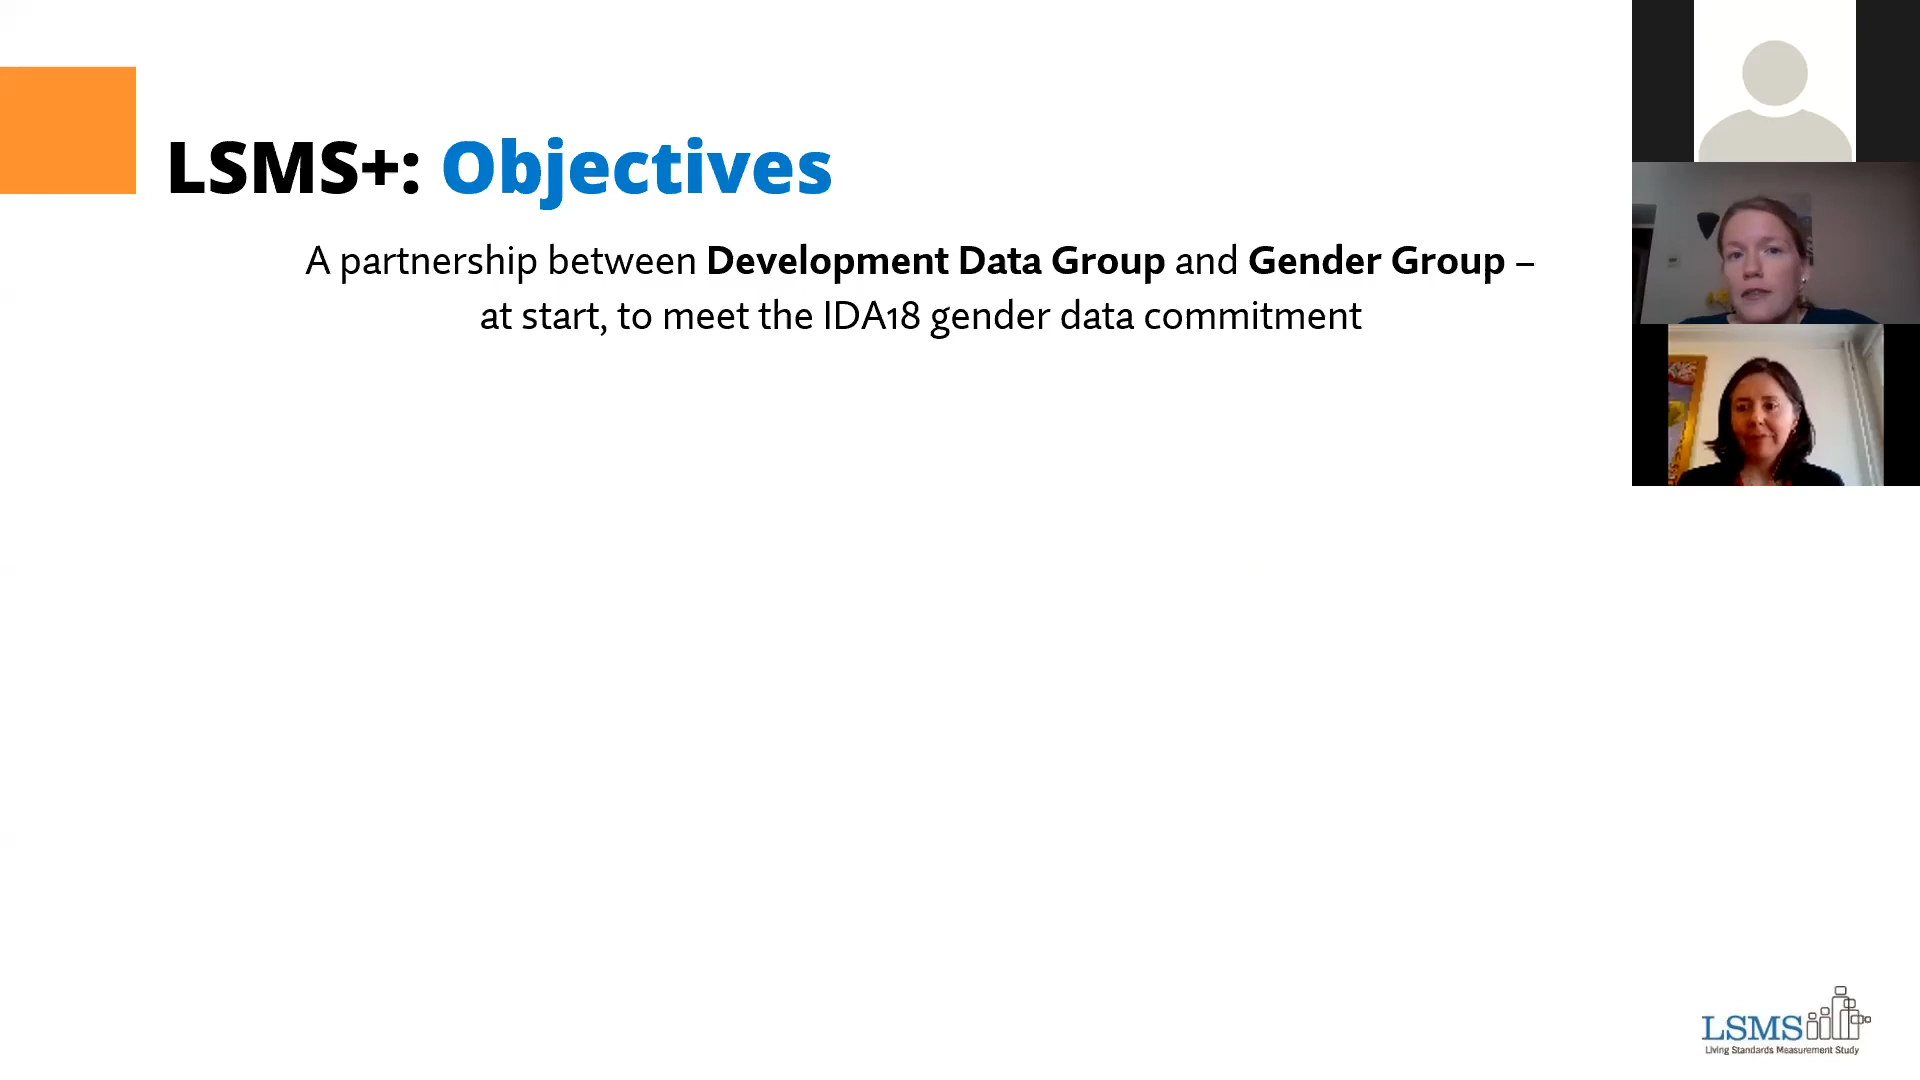 LSMS+: Objectives
A partnership between Development Data Group and Gender Group –
at start, to meet the IDA18 gender data commitment
LSMS
Living Standards Measurement Study